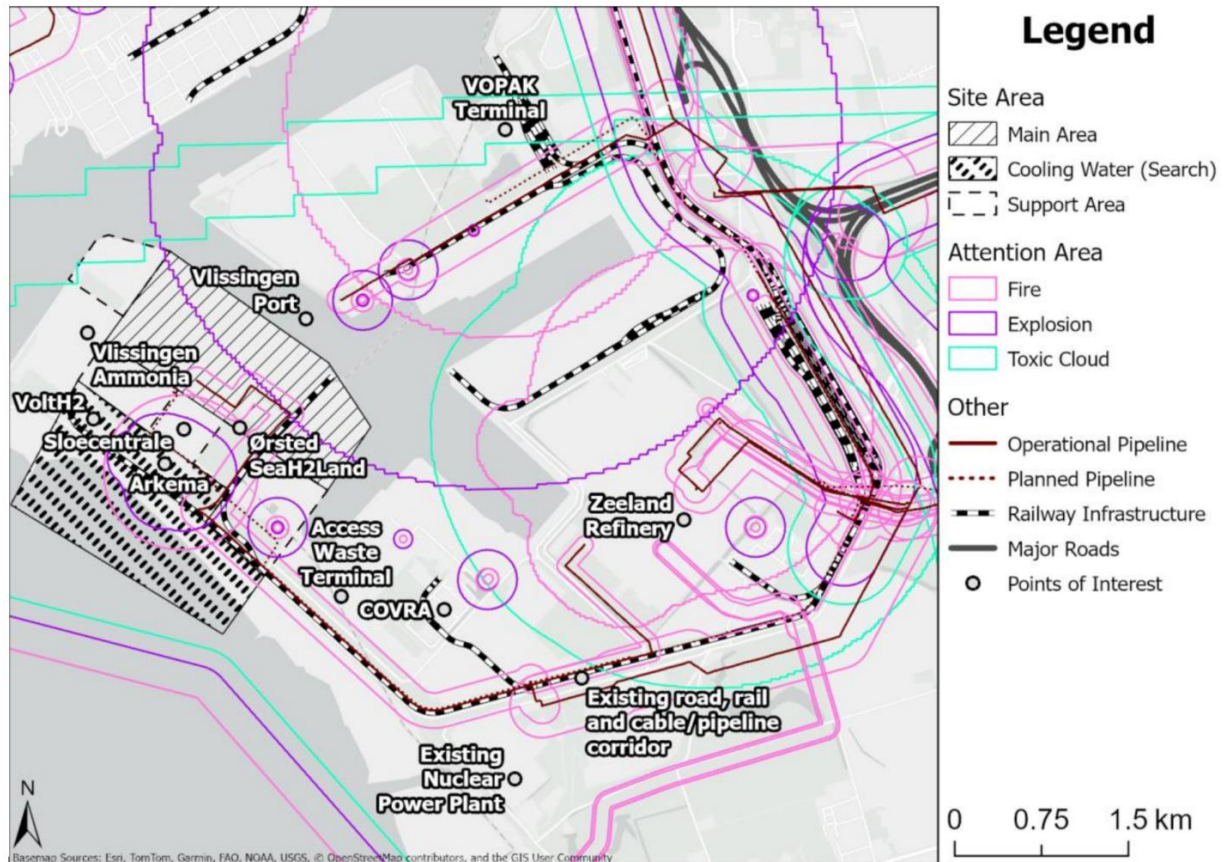 Legend
Site Area
Main Area
Cooling Water (Search)
Support Area
Attention Area
Fire
Explosion
Toxic Cloud
Other
Operational Pipeline
Planned Pipeline
Railway Infrastructure
Major Roads
Points of Interest
0 0.75 1.5 km
VOPAK
Terminal
Vlissingen
Port
Vlissingen
Ammonia
VoltH2
Sloecentrale
Ørsted
SeaH2Land
Arkema
Access
Waste
Terminal
COVRA
Zeeland
Refinery
Existing road, rail
and cable/pipeline
corridor
Existing
Nuclear
Power Plant
N
Basemap Sources: Esri, TomTom, Garmin, FAO, NOAA, USGS, © OpenStreetMap contributors, and the GIS User Community